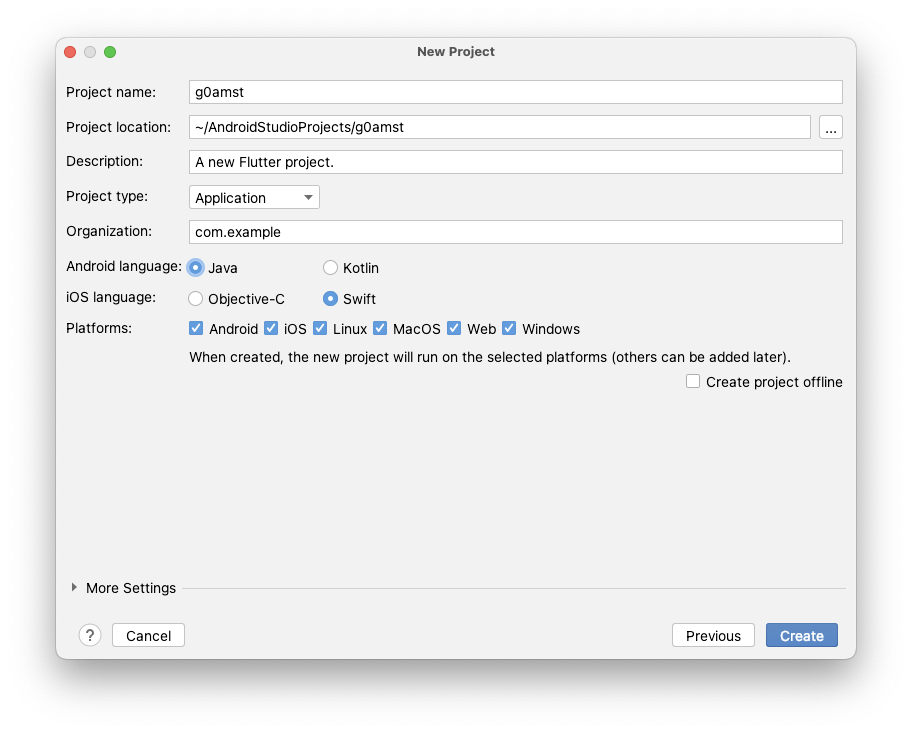 New Project
Project name: g0amst
Project location: ~/AndroidStudioProjects/g0amst ...
Description: A new Flutter project.
Project type: Application
Organization: com.example
Android language: Java Kotlin
iOS language: Objective-C Swift
Platforms: Android iOS Linux MacOS Web Windows
When created, the new project will run on the selected platforms (others can be added later).
Create project offline
More Settings
? Cancel Previous Create